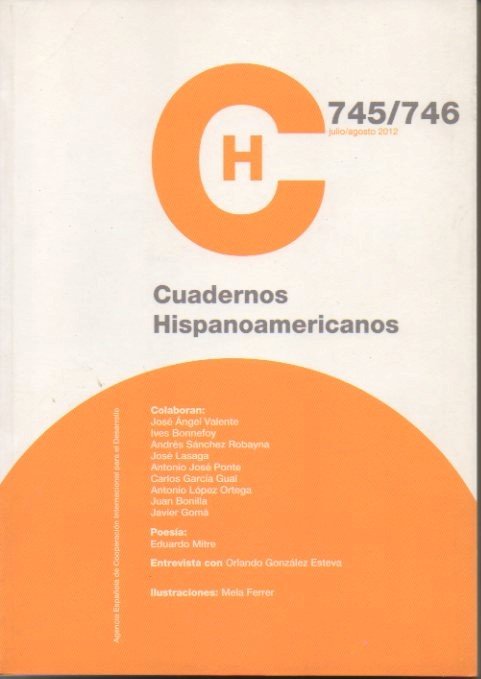 C
H
745/746
julio/agosto 2012
Cuadernos
Hispanoamericanos
Agencia Española de Cooperación Internacional para el Desarrollo
Colaboran:
José Ángel Valente
Ives Bonnefoy
Andrés Sánchez Robayna
José Lasaga
Antonio José Ponte
Carlos García Gual
Antonio López Ortega
Juan Bonilla
Javier Gomá
Poesía:
Eduardo Mitre
Entrevista con Orlando González Esteva
Ilustraciones: Mela Ferrer